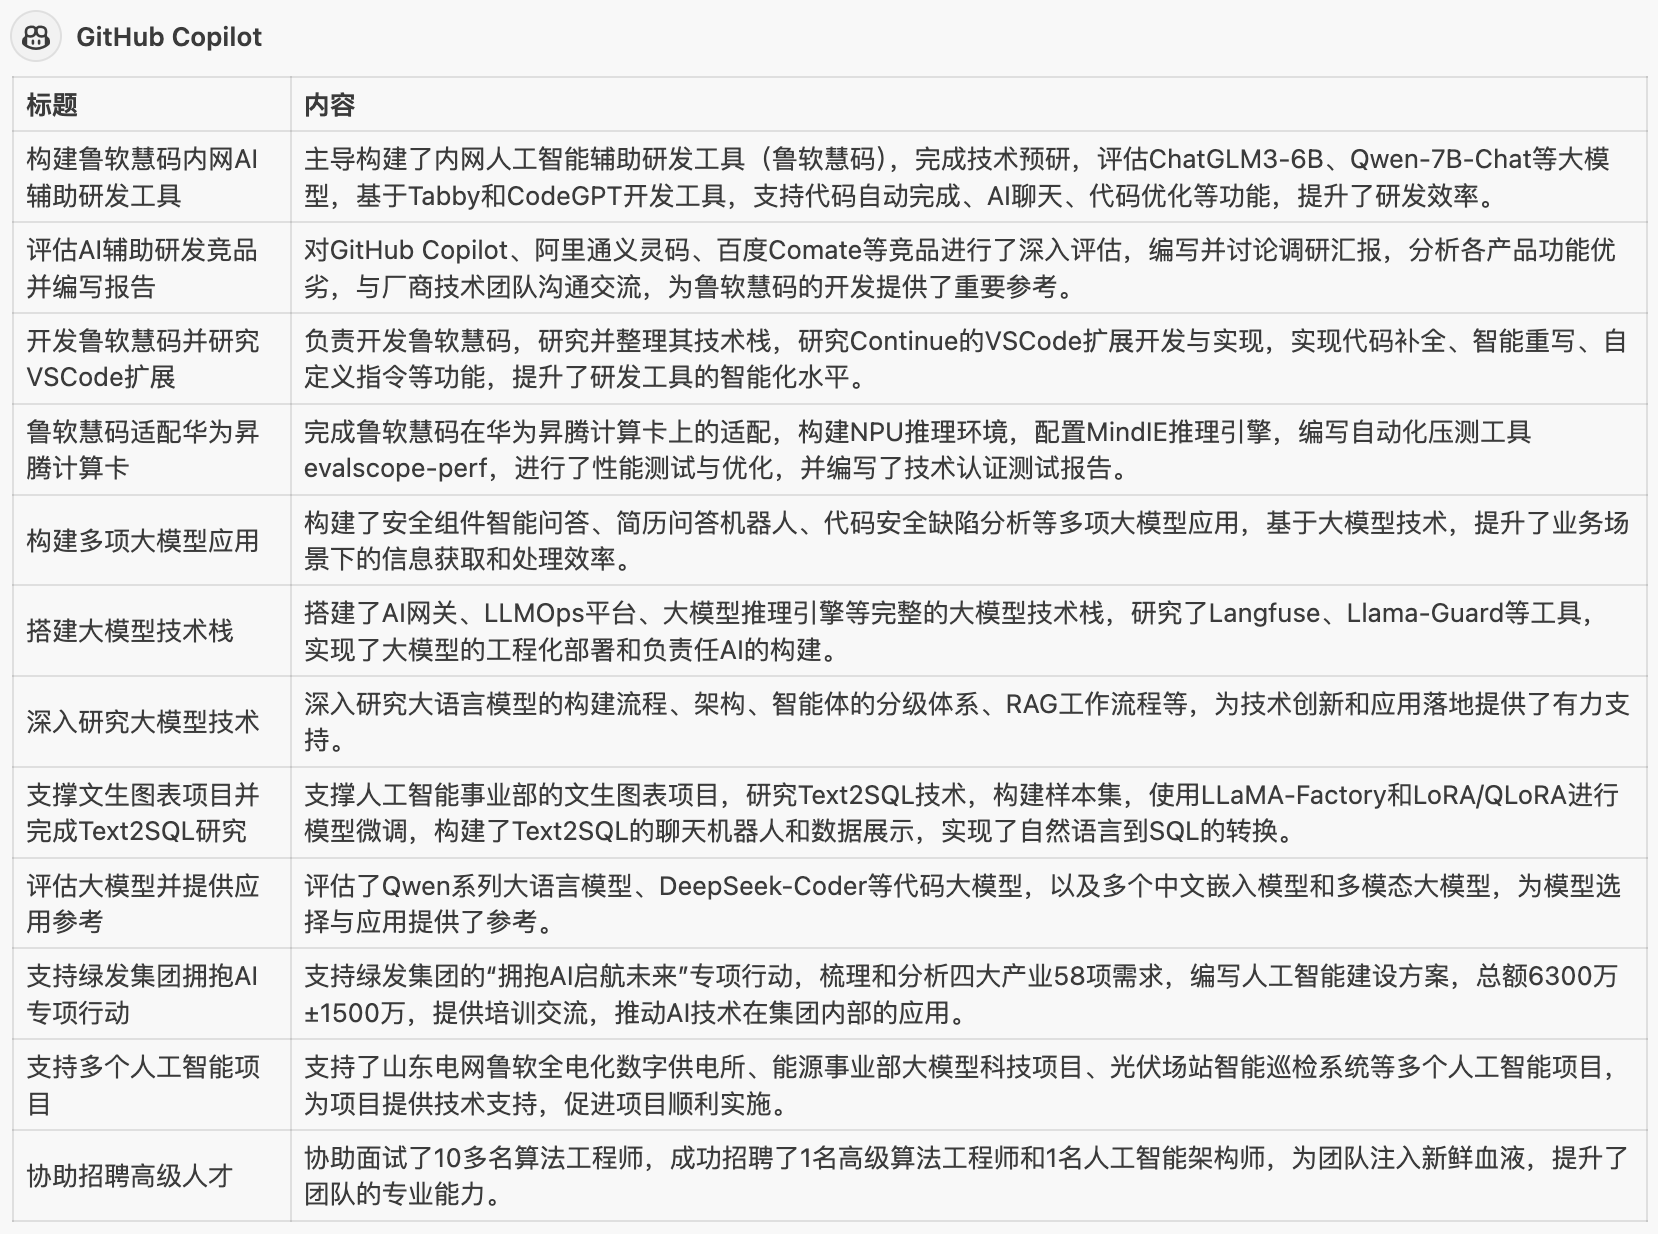 GitHub Copilot
标题
内容
构建鲁软慧码内网AI
辅助研发工具
主导构建了内网人工智能辅助研发工具（鲁软慧码），完成技术预研，评估ChatGLM3-6B、Qwen-7B-Chat等大模
型，基于Tabby和CodeGPT开发工具，支持代码自动完成、AI聊天、代码优化等功能，提升了研发效率。
评估AI辅助研发竞品
并编写报告
对GitHub Copilot、阿里通义灵码、百度Comate等竞品进行了深入评估，编写并讨论调研汇报，分析各产品功能优
劣，与厂商技术团队沟通交流，为鲁软慧码的开发提供了重要参考。
开发鲁软慧码并研究
VSCode扩展
负责开发鲁软慧码，研究并整理其技术栈，研究Continue的VSCode扩展开发与实现，实现代码补全、智能重写、自
定义指令等功能，提升了研发工具的智能化水平。
鲁软慧码适配华为昇
腾计算卡
完成鲁软慧码在华为昇腾计算卡上的适配，构建NPU推理环境，配置MindIE推理引擎，编写自动化压测工具
evalscope-perf，进行了性能测试与优化，并编写了技术认证测试报告。
构建多项大模型应用
构建了安全组件智能问答、简历问答机器人、代码安全缺陷分析等多项大模型应用，基于大模型技术，提升了业务场
景下的信息获取和处理效率。
搭建大模型技术栈
搭建了AI网关、LLMOps平台、大模型推理引擎等完整的大模型技术栈，研究了Langfuse、Llama-Guard等工具，
实现了大模型的工程化部署和负责任AI的构建。
深入研究大模型技术
深入研究大语言模型的构建流程、架构、智能体的分级体系、RAG工作流程等，为技术创新和应用落地提供了有力支
持。
支撑文生图表项目并
完成Text2SQL研究
支撑人工智能事业部的文生图表项目，研究Text2SQL技术，构建样本集，使用LLaMA-Factory和LoRA/QLoRA进行
模型微调，构建了Text2SQL的聊天机器人和数据展示，实现了自然语言到SQL的转换。
评估大模型并提供应
用参考
评估了Qwen系列大语言模型、DeepSeek-Coder等代码大模型，以及多个中文嵌入模型和多模态大模型，为模型选
择与应用提供了参考。
支持绿发集团拥抱AI
专项行动
支持绿发集团的“拥抱AI启航未来”专项行动，梳理和分析四大产业58项需求，编写人工智能建设方案，总额6300万
±1500万，提供培训交流，推动AI技术在集团内部的应用。
支持多个人工智能项
目
支持了山东电网鲁软全电化数字供电所、能源事业部大模型科技项目、光伏场站智能巡检系统等多个人工智能项目，
为项目提供技术支持，促进项目顺利实施。
协助招聘高级人才
协助面试了10多名算法工程师，成功招聘了1名高级算法工程师和1名人工智能架构师，为团队注入新鲜血液，提升了
团队的专业能力。